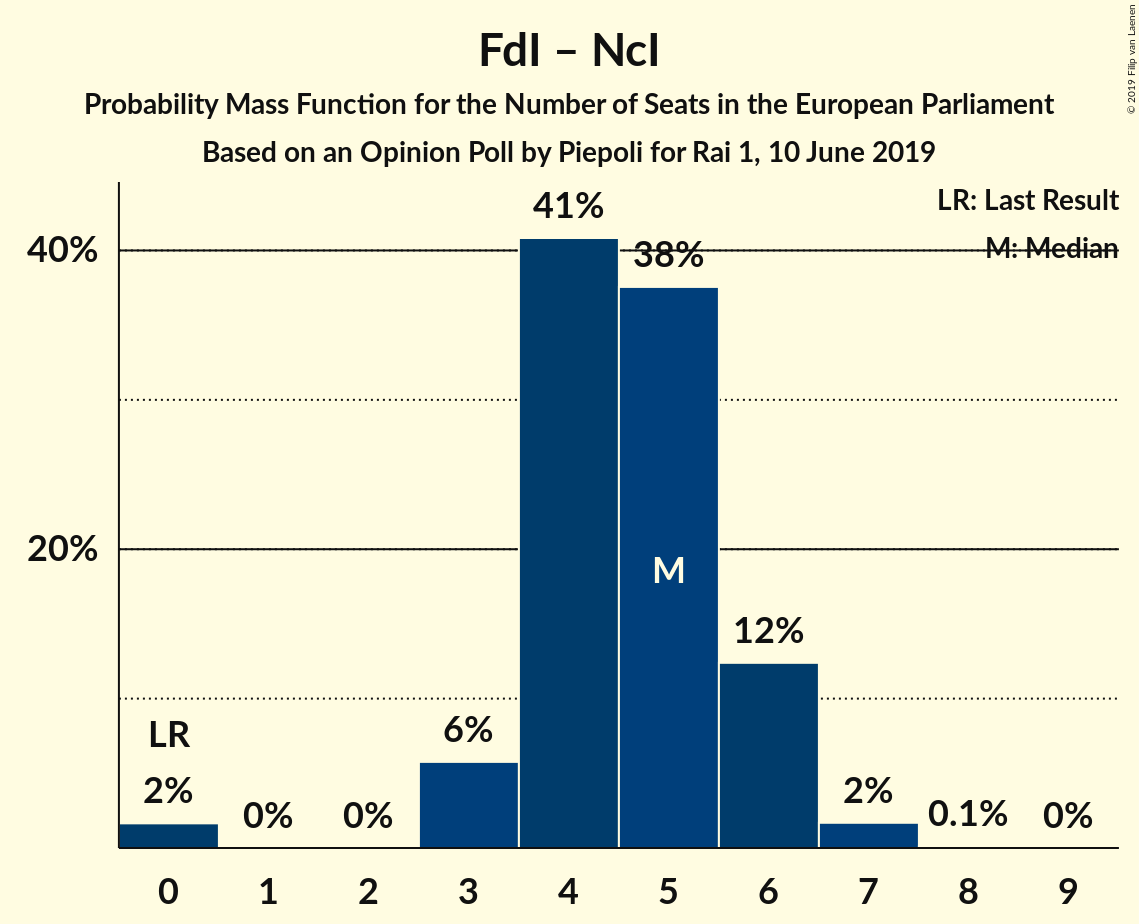 FdI – NcI
Probability Mass Function for the Number of Seats in the European Parliament
Based on an Opinion Poll by Piepoli for Rai 1, 10 June 2019
© 2019 Filip van Laenen
LR: Last Result
M: Median
40%
20%
LR
2%
0%
0%
6%
41%
38%
M
12%
2%
0.1%
0%
0 1 2 3 4 5 6 7 8 9